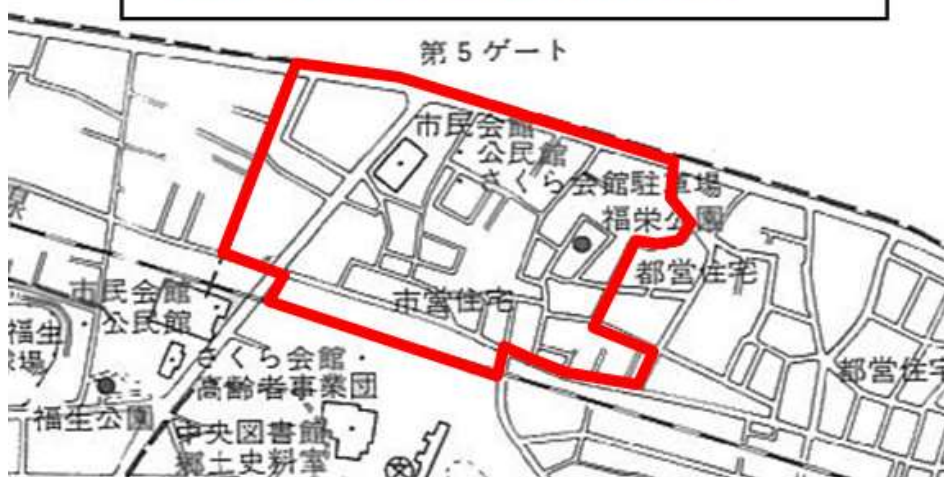 第5ゲート
市民会館
公民館
さくら会館駐車場
福栄公園
都営住宅
原
市営住宅
市民会館
公民館
福生
さくら会館・
高齢者事業団
都営住宅
福生公園
中央図書館
郷土史料室